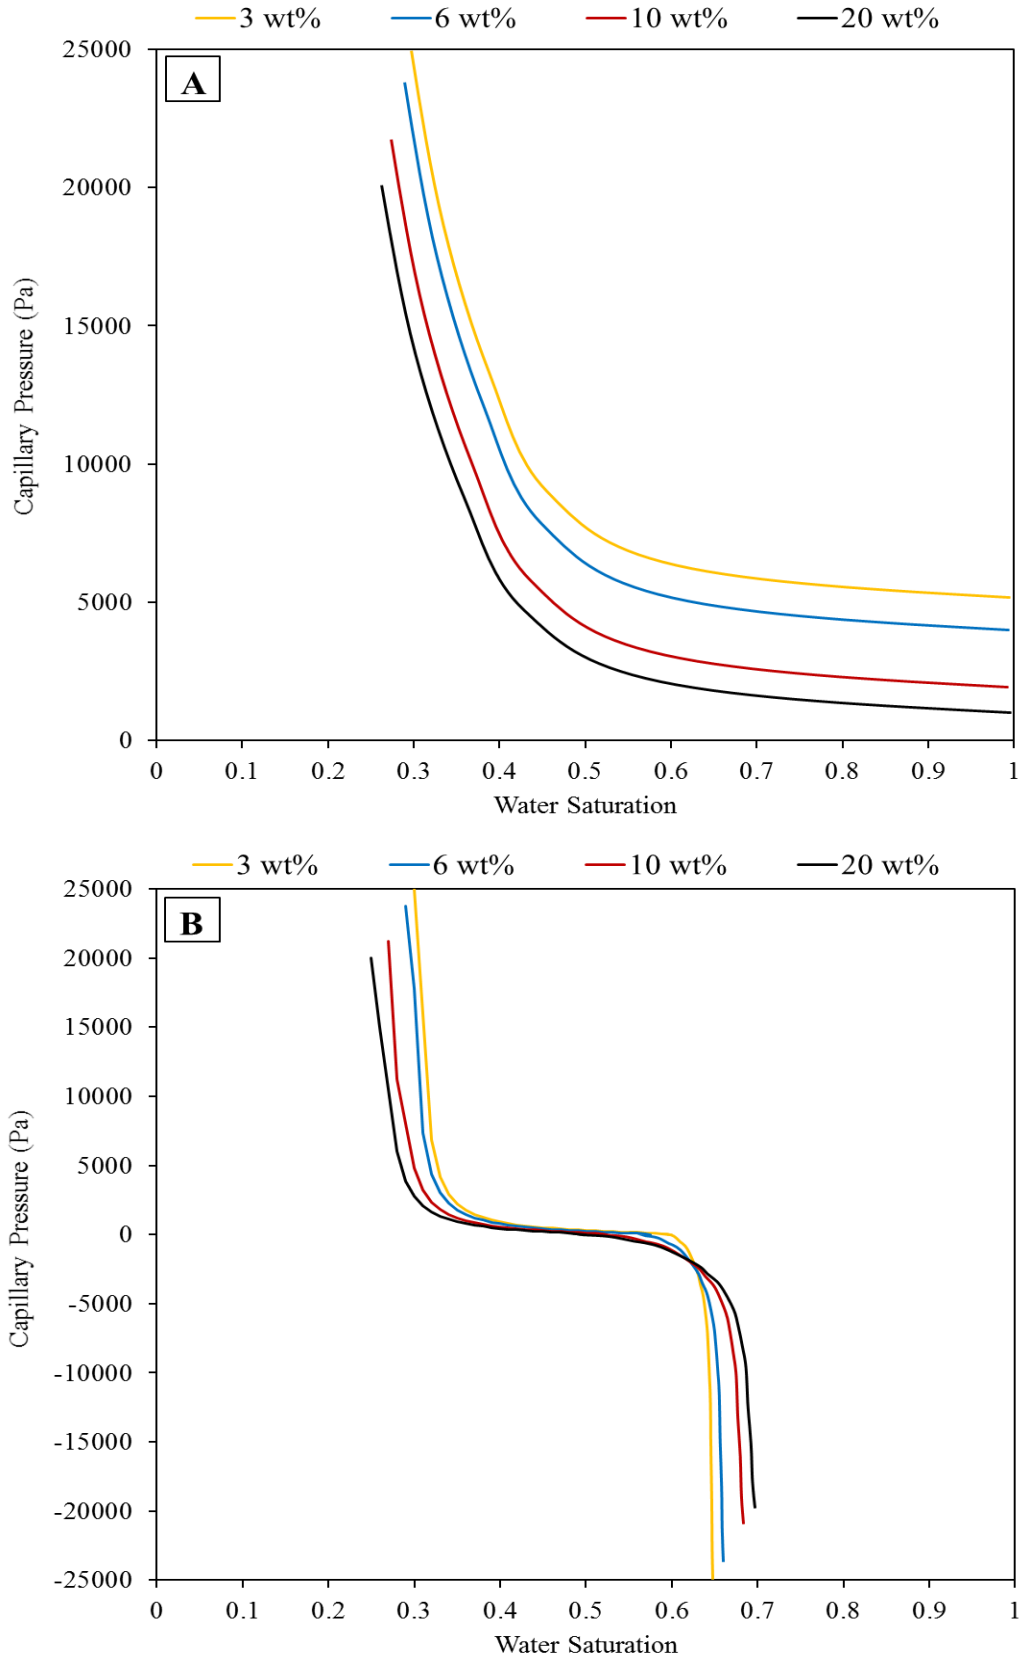 3 wt% 6 wt% 10 wt% 20 wt%
A
25000
20000
15000
10000
5000
0
Capillary Pressure (Pa)
0 0.1 0.2 0.3 0.4 0.5 0.6 0.7 0.8 0.9 1
Water Saturation
3 wt% 6 wt% 10 wt% 20 wt%
B
25000
20000
15000
10000
5000
0
-5000
-10000
-15000
-20000
-25000
Capillary Pressure (Pa)
0 0.1 0.2 0.3 0.4 0.5 0.6 0.7 0.8 0.9 1
Water Saturation